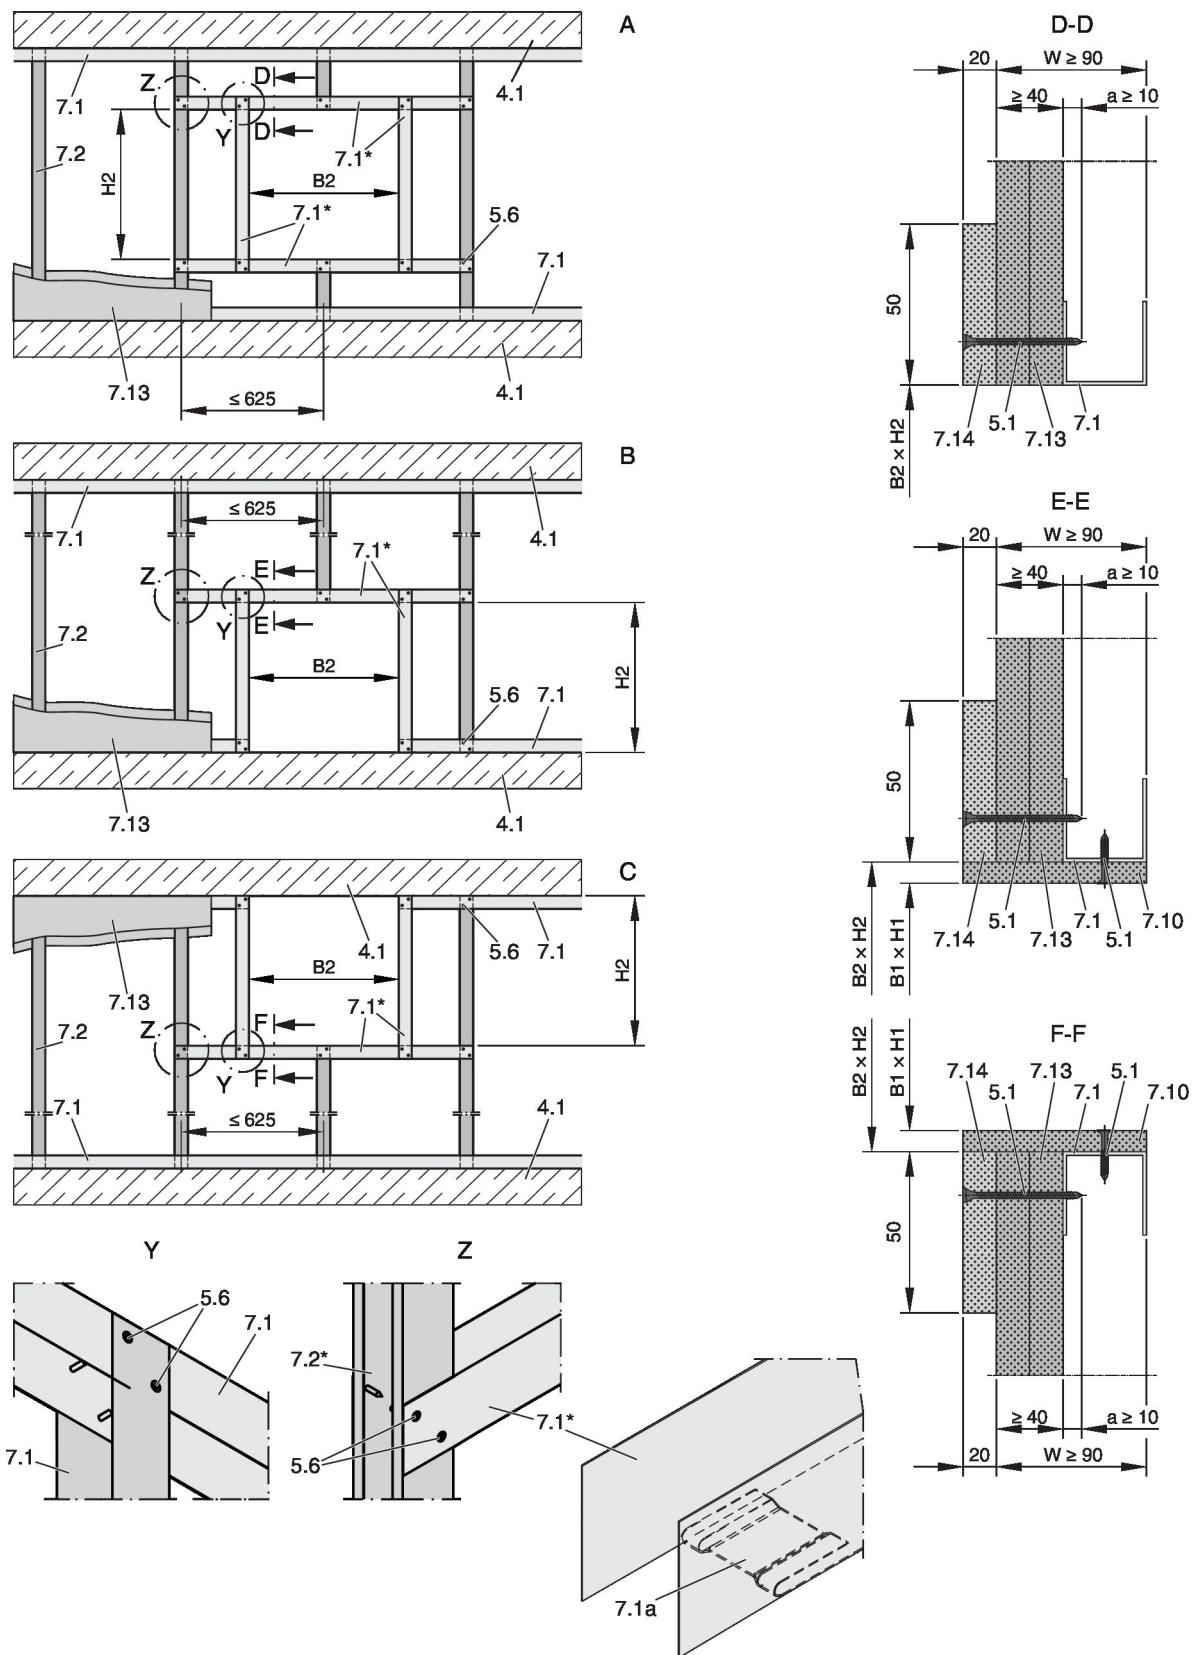 A
4.1
7.1
Z
D
Y
D
7.2
7.1*
H2
B2
7.1*
5.6
7.1
7.13
4.1
≤ 625
B
≤ 625
7.1
4.1
7.1*
Z
E
Y
E
7.2
B2
H2
5.6
7.1
7.13
4.1
C
4.1
5.6
7.1
7.13
B2
H2
7.1*
Z
F
7.2
Y
F
7.1
≤ 625
4.1
Y
5.6
7.1
7.1
Z
7.2*
7.1*
5.6
7.1a
D-D
20
W ≥ 90
≥ 40
a ≥ 10
50
7.14
5.1
7.13
7.1
B2 × H2
E-E
20
W ≥ 90
≥ 40
a ≥ 10
50
7.14
5.1
7.13
7.1
5.1
7.10
B2 × H2
B1 × H1
F-F
B2 × H2
B1 × H1
7.14
5.1
7.13
7.1
5.1
7.10
50
≥ 40
a ≥ 10
20
W ≥ 90